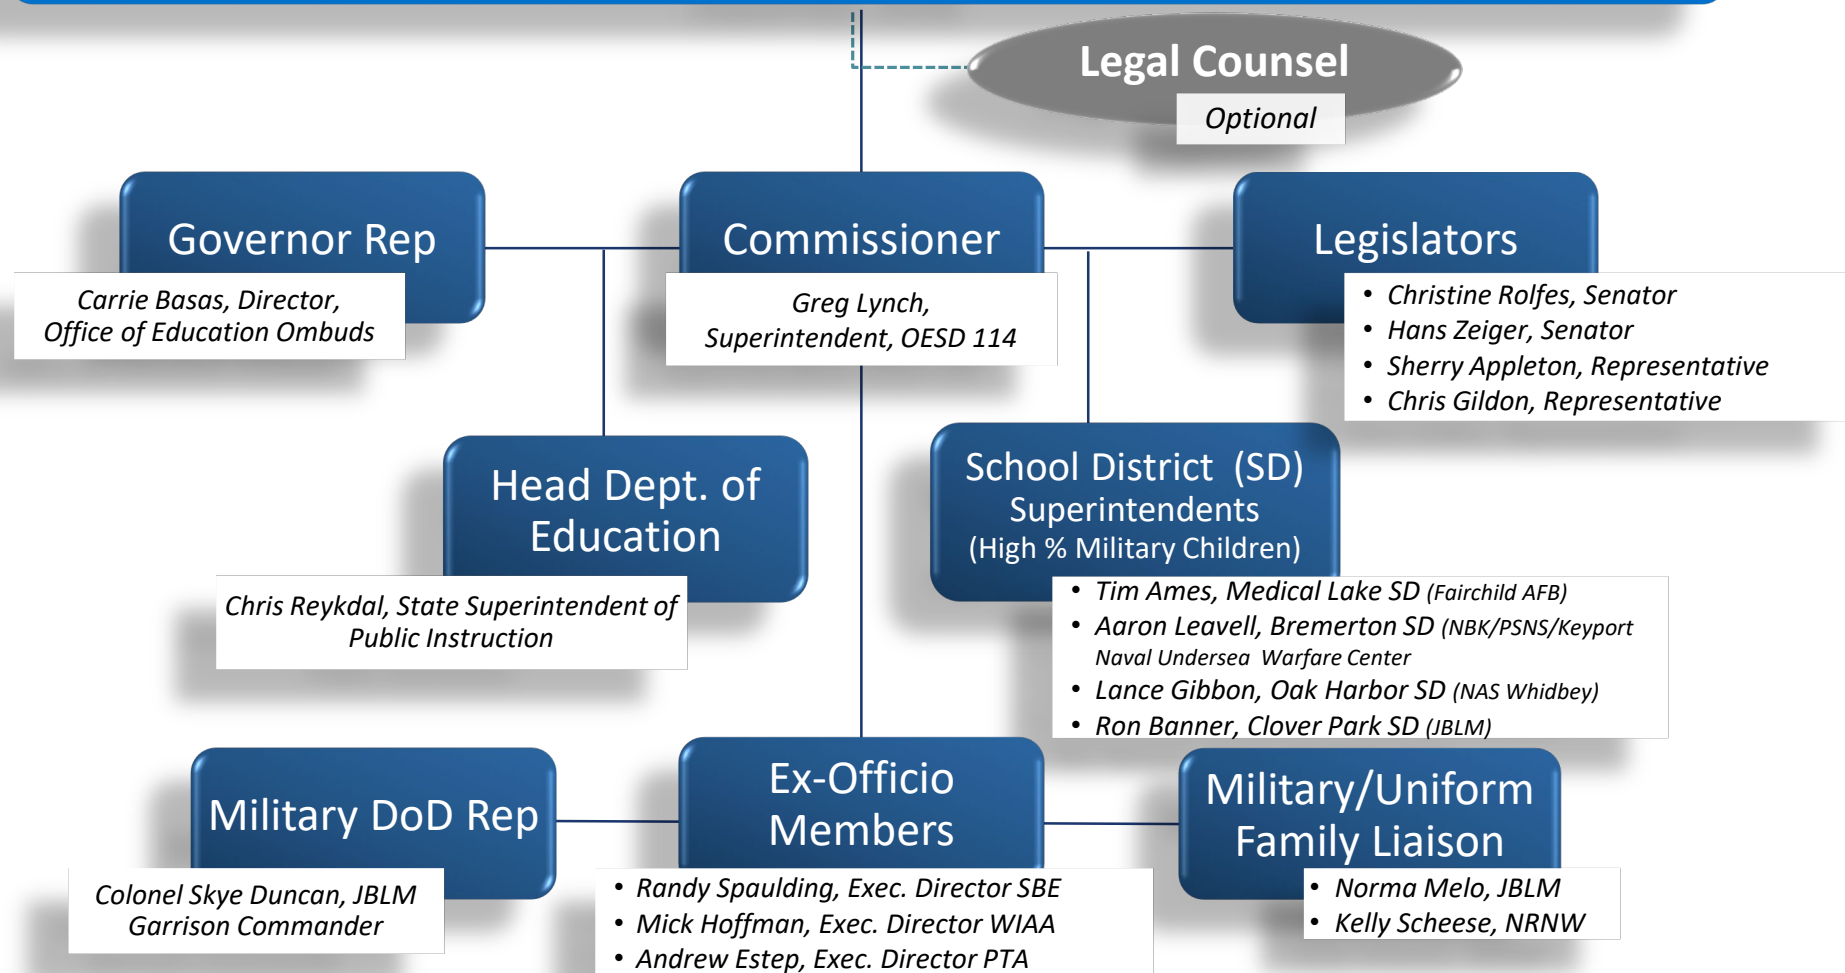 Legal Counsel
Optional
Governor Rep
Carrie Basas, Director,
Office of Education Ombuds
Commissioner
Greg Lynch,
Superintendent, OESD 114
Legislators
• Christine Rolfes, Senator
• Hans Zeiger, Senator
• Sherry Appleton, Representative
• Chris Gildon, Representative
Head Dept. of
Education
Chris Reykdal, State Superintendent of
Public Instruction
School District (SD)
Superintendents
(High % Military Children)
• Tim Ames, Medical Lake SD (Fairchild AFB)
• Aaron Leavell, Bremerton SD (NBK/PSNS/Keyport
Naval Undersea Warfare Center
• Lance Gibbon, Oak Harbor SD (NAS Whidbey)
• Ron Banner, Clover Park SD (JBLM)
Military DoD Rep
Colonel Skye Duncan, JBLM
Garrison Commander
Ex-Officio
Members
• Randy Spaulding, Exec. Director SBE
• Mick Hoffman, Exec. Director WIAA
• Andrew Estep, Exec. Director PTA
Military/Uniform
Family Liaison
• Norma Melo, JBLM
• Kelly Scheese, NRNW